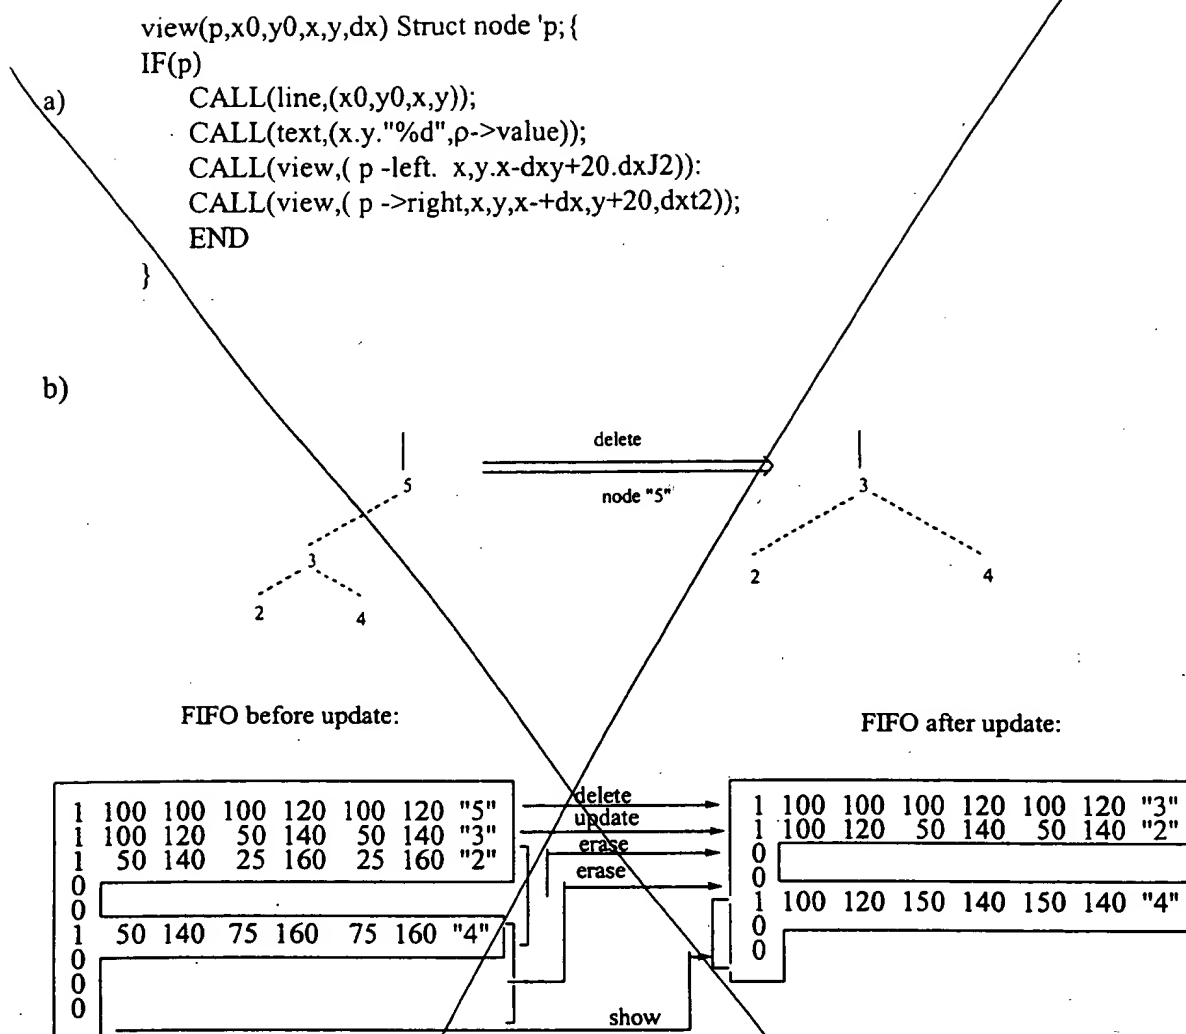 view(p,x0,y0,x,y,dx) Struct node 'p; {
IF(p)
a)
CALL(line,(x0,y0,x,y));
CALL(text,(x.y."%d",ρ->value));
CALL(view,( p -left. x,y.x-dxy+20.dxJ2)):
CALL(view,( p ->right,x,y,x-+dx,y+20,dxt2));
END
}
b)
delete
node "5"
5
3
2
4
3
2
4
FIFO before update:
FIFO after update:
1 100 100 100 120 100 120 "5"
1 100 120 50 140 50 140 "3"
1 50 140 25 160 25 160 "2"
0
0
1 50 140 75 160 75 160 "4"
0
0
0
delete
update
erase
erase
show
1 100 100 100 120 100 120 "3"
1 100 120 50 140 50 140 "2"
0
0
1 100 120 150 140 150 140 "4"
0
0